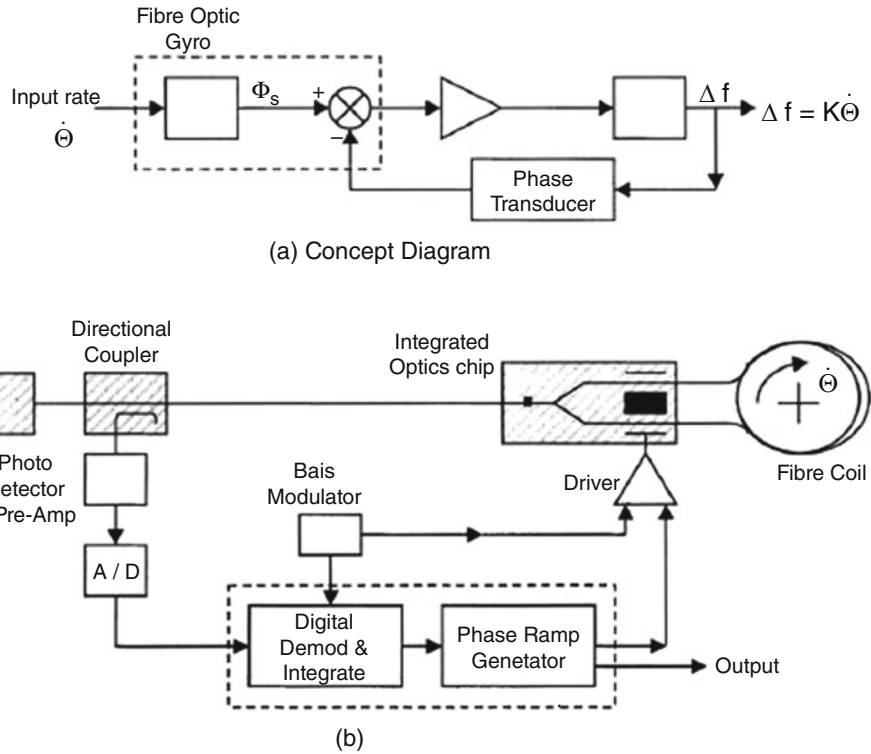 Fibre Optic
Gyro
Input rate
Θ̇
Φs
+
−
Δ f
Δ f = KΘ̇
Phase
Transducer
(a) Concept Diagram
Directional
Coupler
Integrated
Optics chip
Θ̇
Fibre Coil
Photo
etector
Pre-Amp
Bais
Modulator
Driver
A / D
Digital
Demod &
Integrate
Phase Ramp
Genetator
Output
(b)